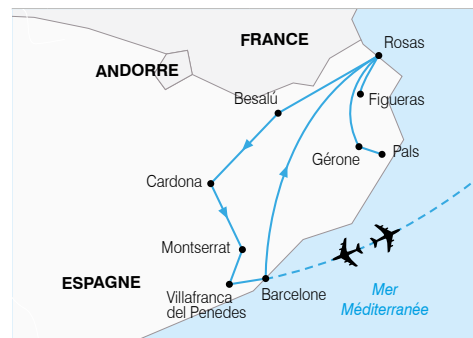 FRANCE
Rosas
ANDORRE
Besalú
Figueras
Gérone
Pals
Cardona
Montserrat
ESPAGNE
Villafranca
del Penedes
Barcelone
Mer
Méditerranée